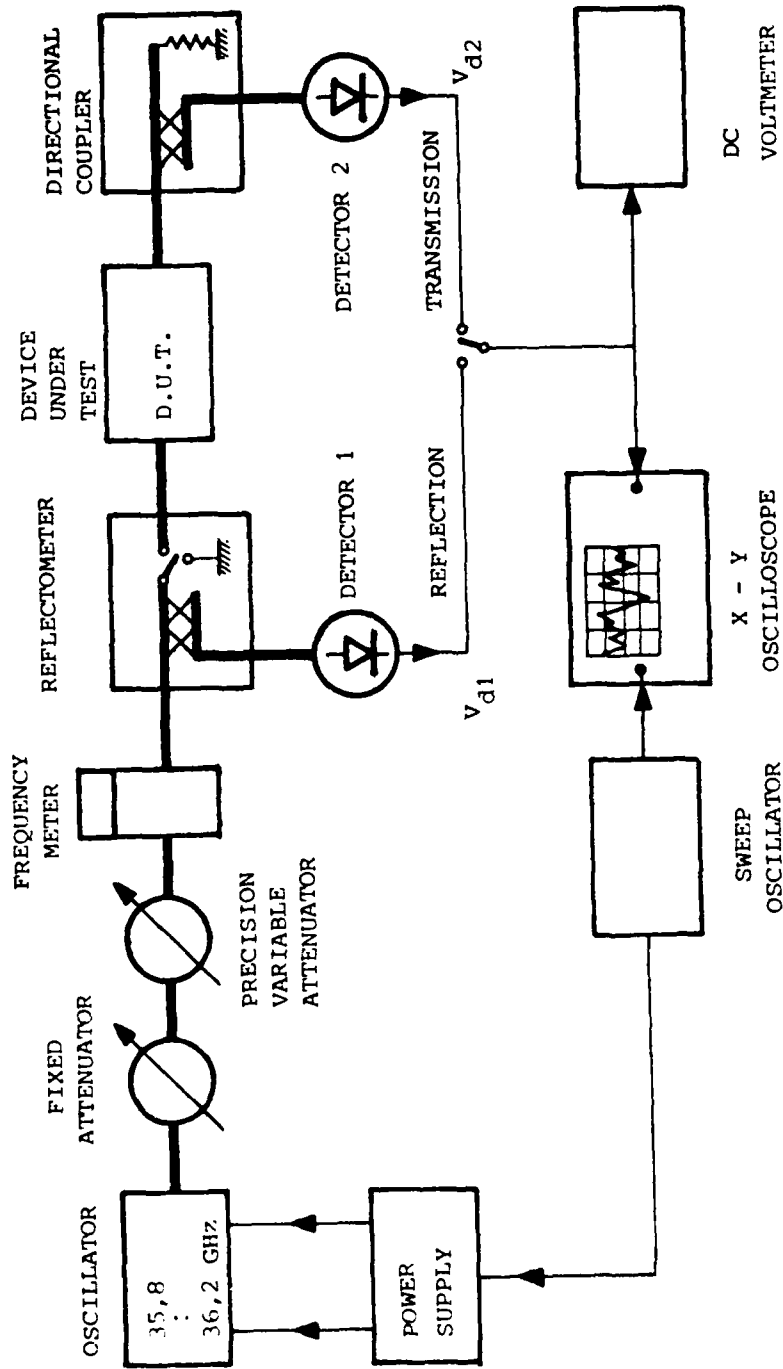 OSCILLATOR
35,8
:
36,2 GHz
FIXED
ATTENUATOR
PRECISION
VARIABLE
ATTENUATOR
FREQUENCY
METER
REFLECTOMETER
DEVICE
UNDER
TEST
D.U.T.
DIRECTIONAL
COUPLER
DETECTOR 1
DETECTOR 2
Vd1
Vd2
REFLECTION
TRANSMISSION
POWER
SUPPLY
SWEEP
OSCILLATOR
X - Y
OSCILLOSCOPE
DC
VOLTMETER